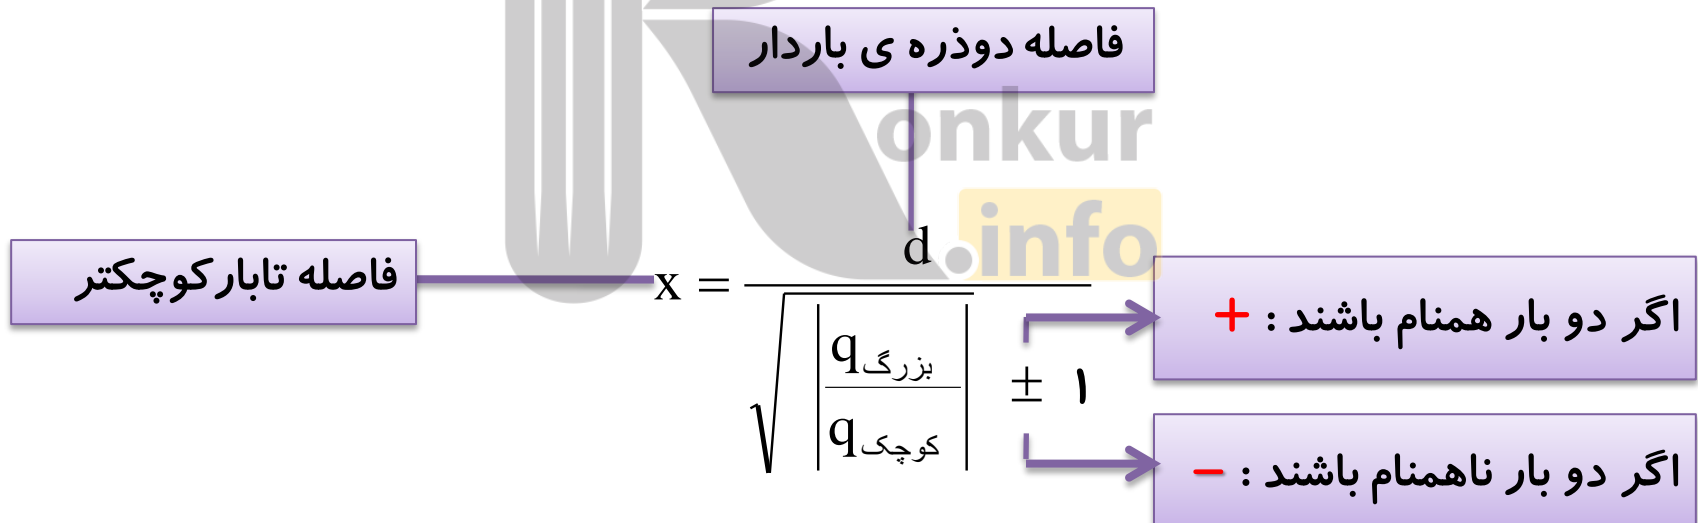 فاصله دوذره ی باردار
onkur
.info
فاصله تابارکوچکتر
x = d / √|q بزرگ / q کوچک| ± ۱
اگر دو بار همنام باشند : +
اگر دو بار ناهمنام باشند : −